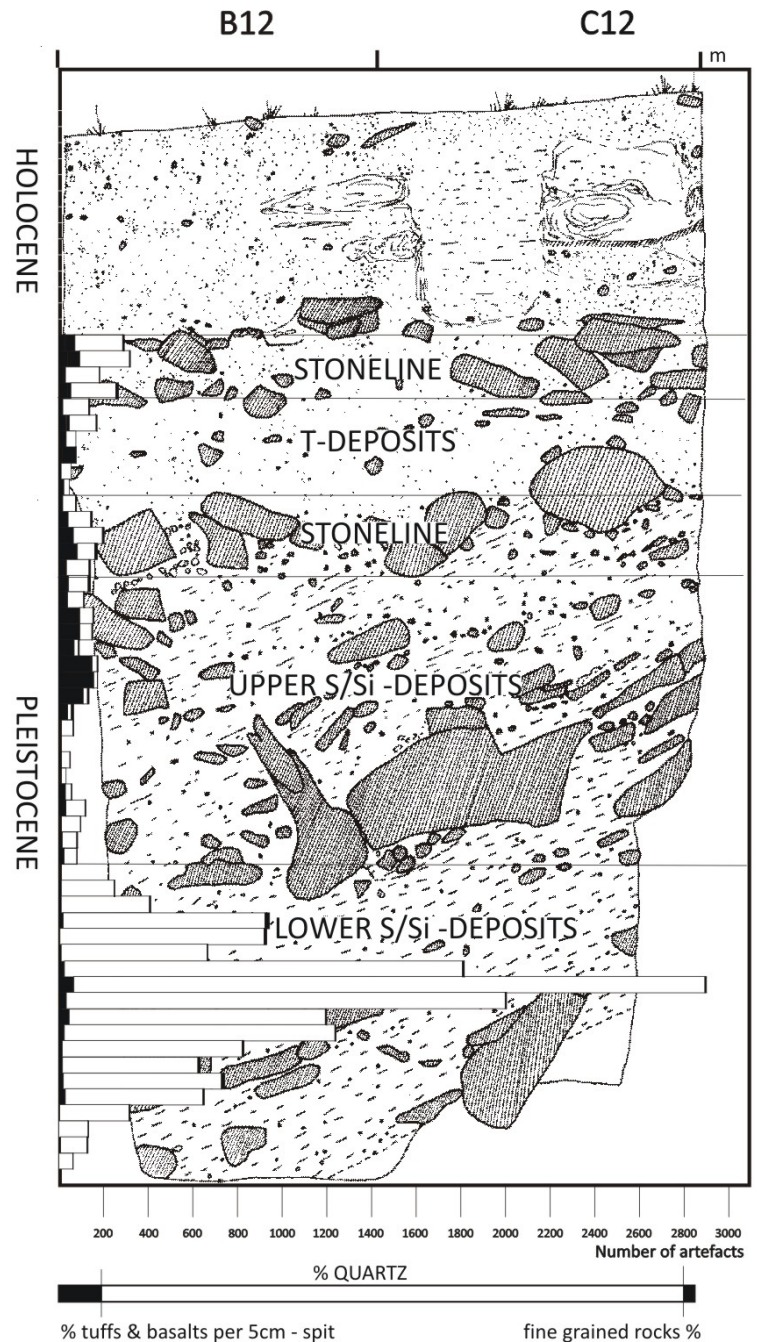 B12 C12
m
HOLOCENE
STONELINE
T-DEPOSITS
STONELINE
UPPER S/Si -DEPOSITS
PLEISTOCENE
LOWER S/Si -DEPOSITS
200 400 600 800 1000 1200 1400 1600 1800 2000 2200 2400 2600 2800 3000
Number of artefacts
% QUARTZ
% tuffs & basalts per 5cm - spit fine grained rocks %